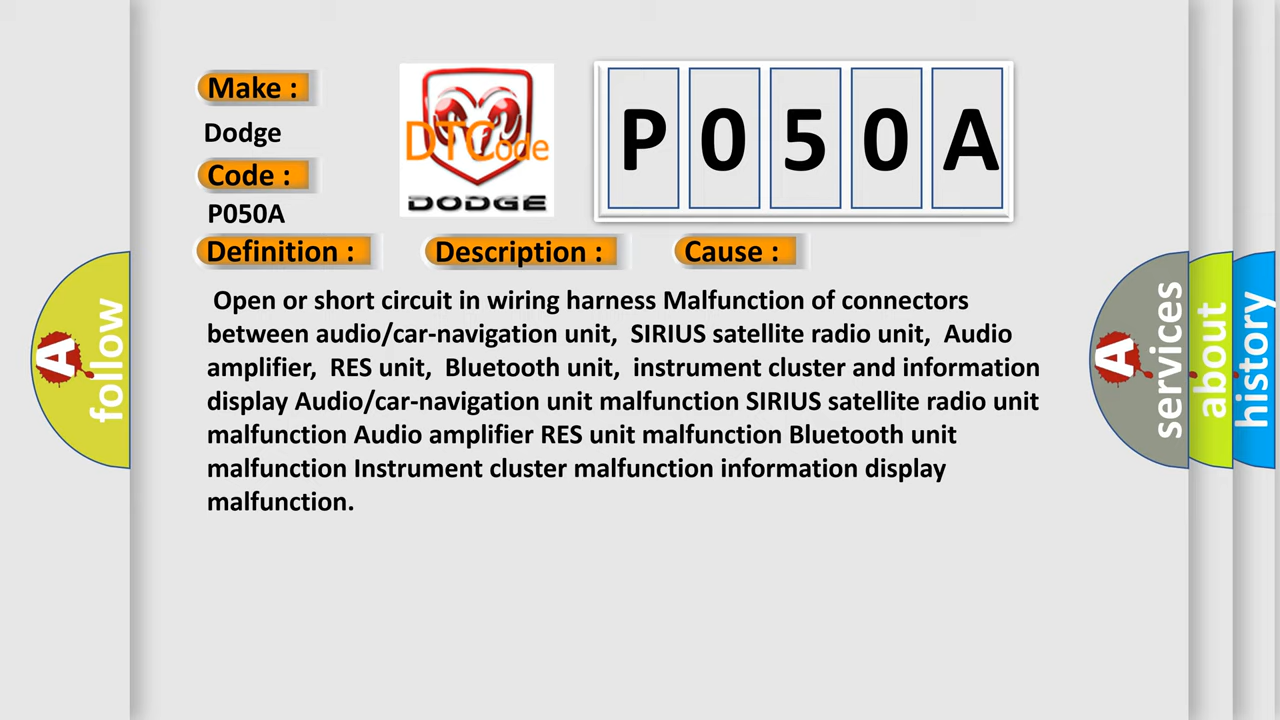 Make :
Dodge
Code :
P050A
DTCode
DODGE
P050A
Definition :
Description :
Cause :
Open or short circuit in wiring harness Malfunction of connectors
between audio/car-navigation unit, SIRIUS satellite radio unit, Audio
amplifier, RES unit, Bluetooth unit, instrument cluster and information
display Audio/car-navigation unit malfunction SIRIUS satellite radio unit
malfunction Audio amplifier RES unit malfunction Bluetooth unit
malfunction Instrument cluster malfunction information display
malfunction.
A follow
A services
about
history